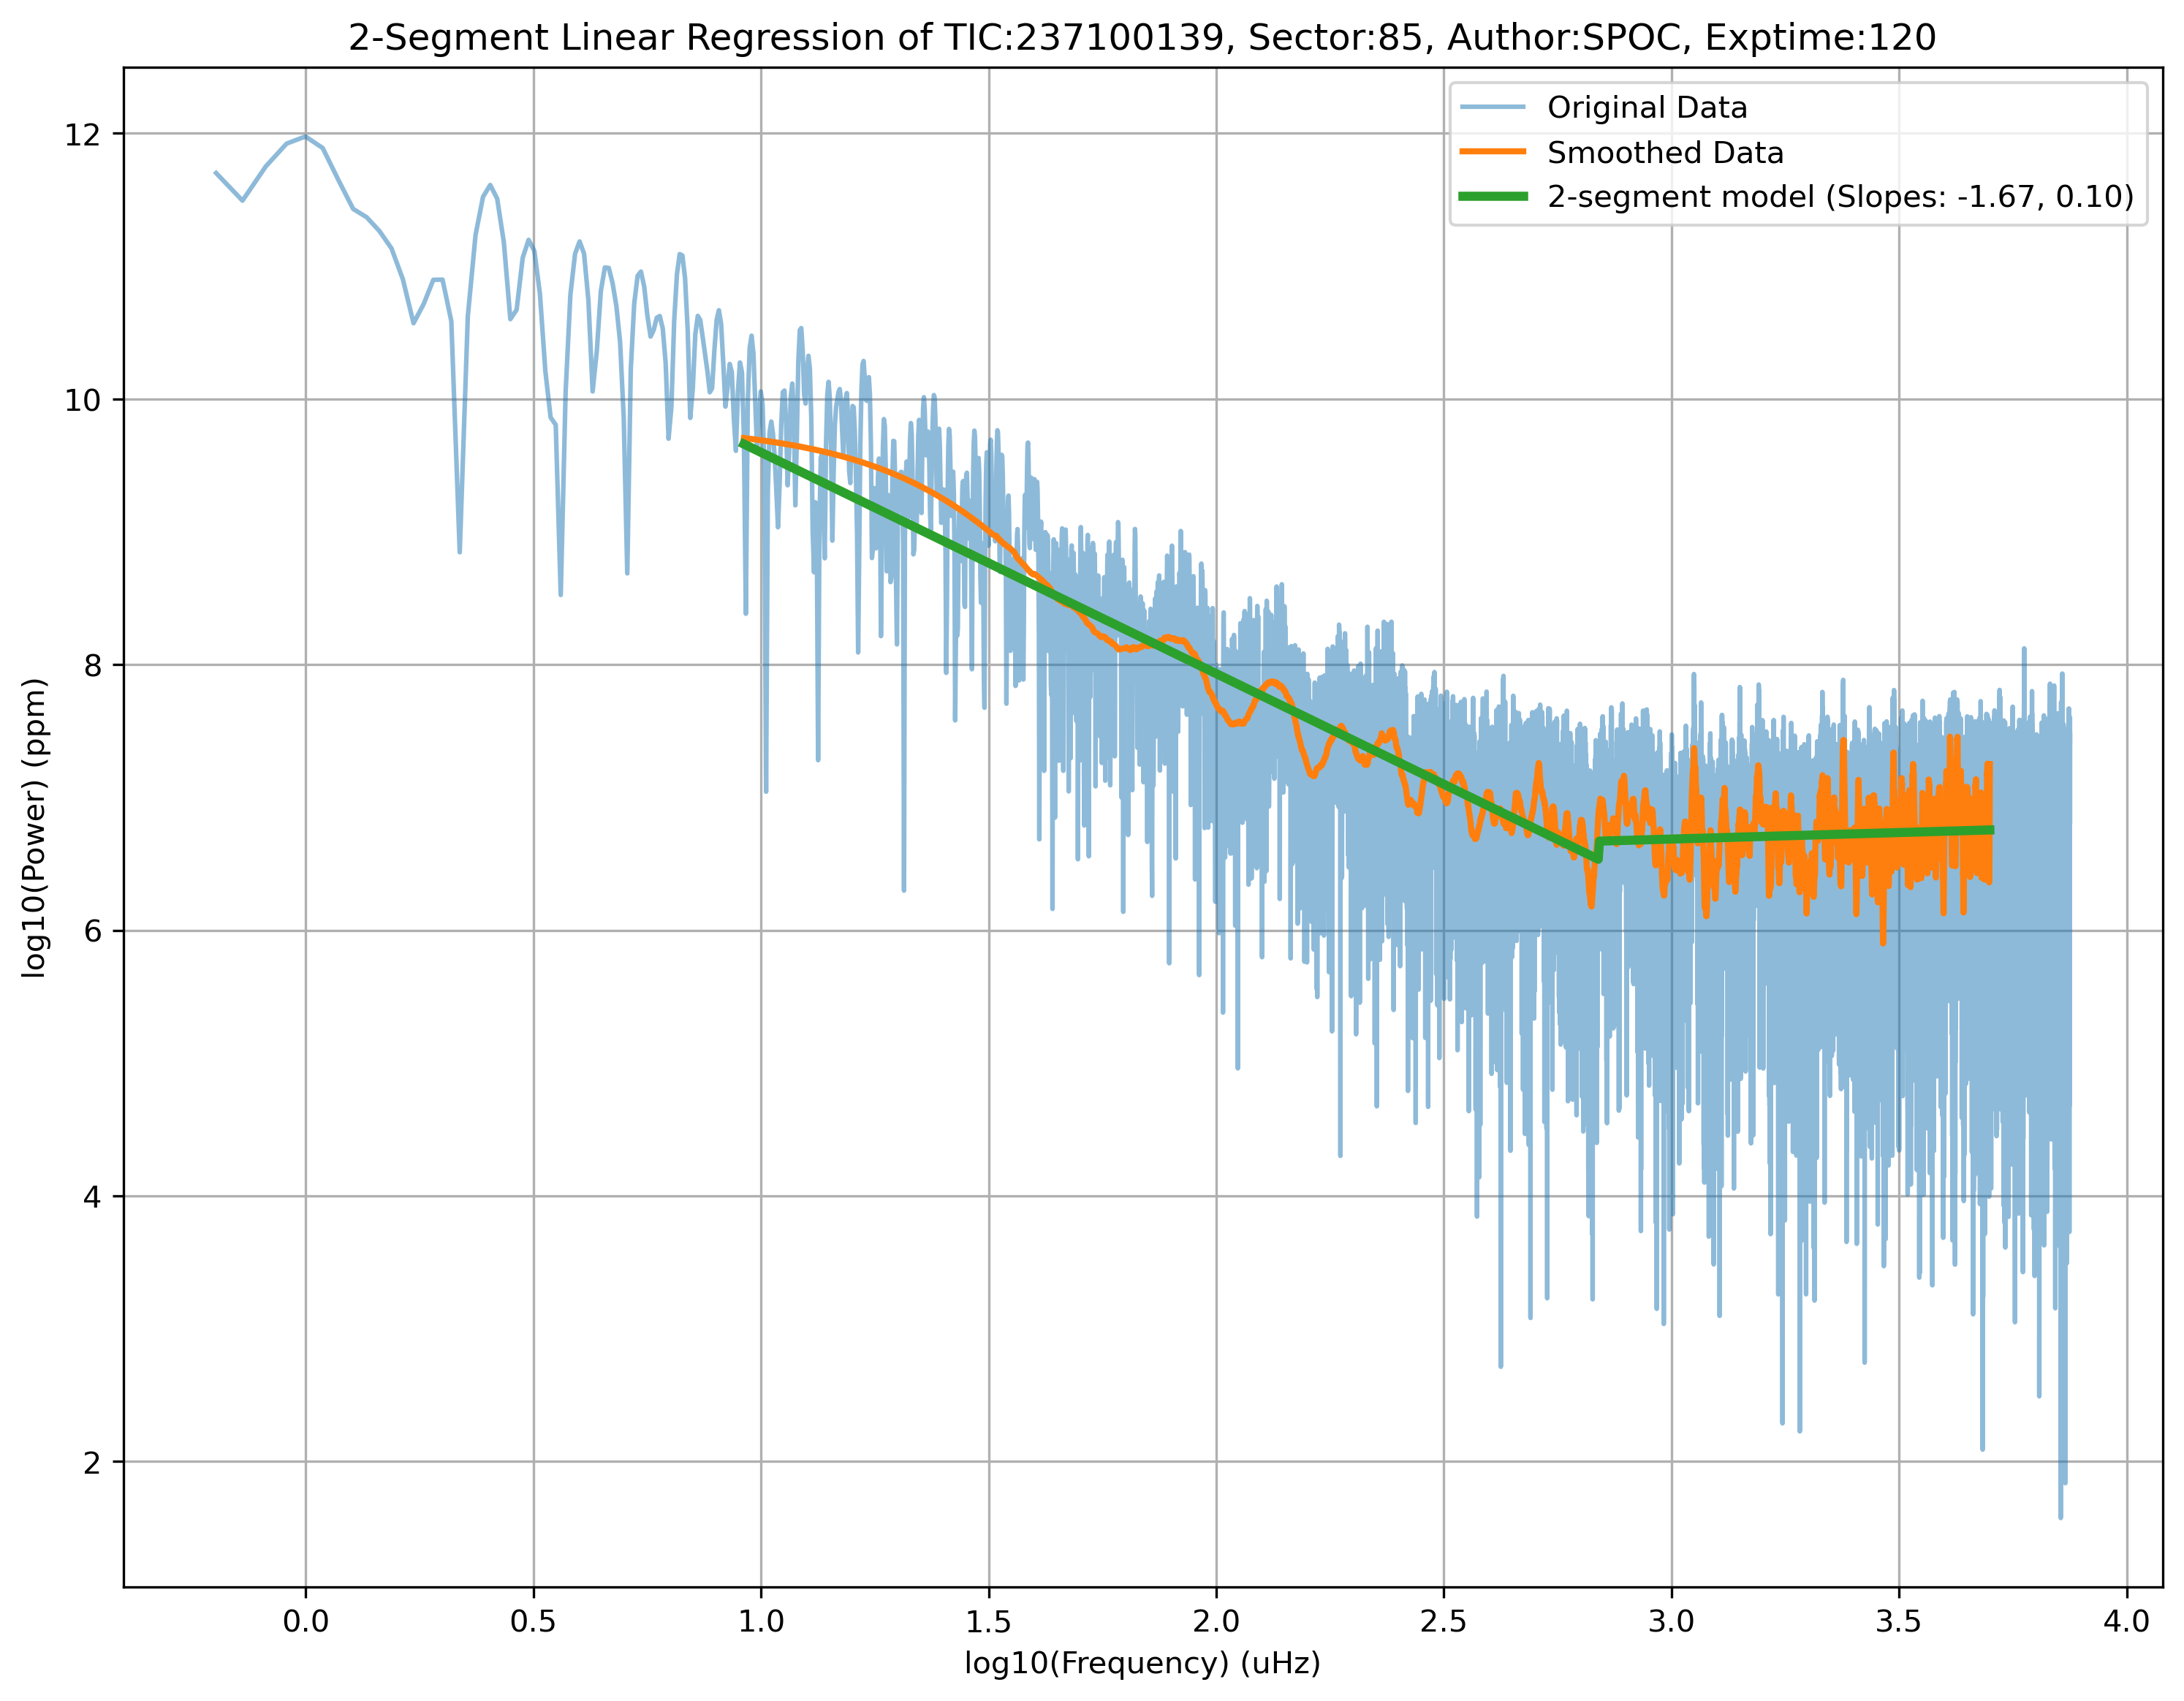 2-Segment Linear Regression of TIC:237100139, Sector:85, Author:SPOC, Exptime:120
Original Data
Smoothed Data
2-segment model (Slopes: -1.67, 0.10)
log10(Power) (ppm)
12
10
8
6
4
2
0.0 0.5 1.0 1.5 2.0 2.5 3.0 3.5 4.0
log10(Frequency) (uHz)